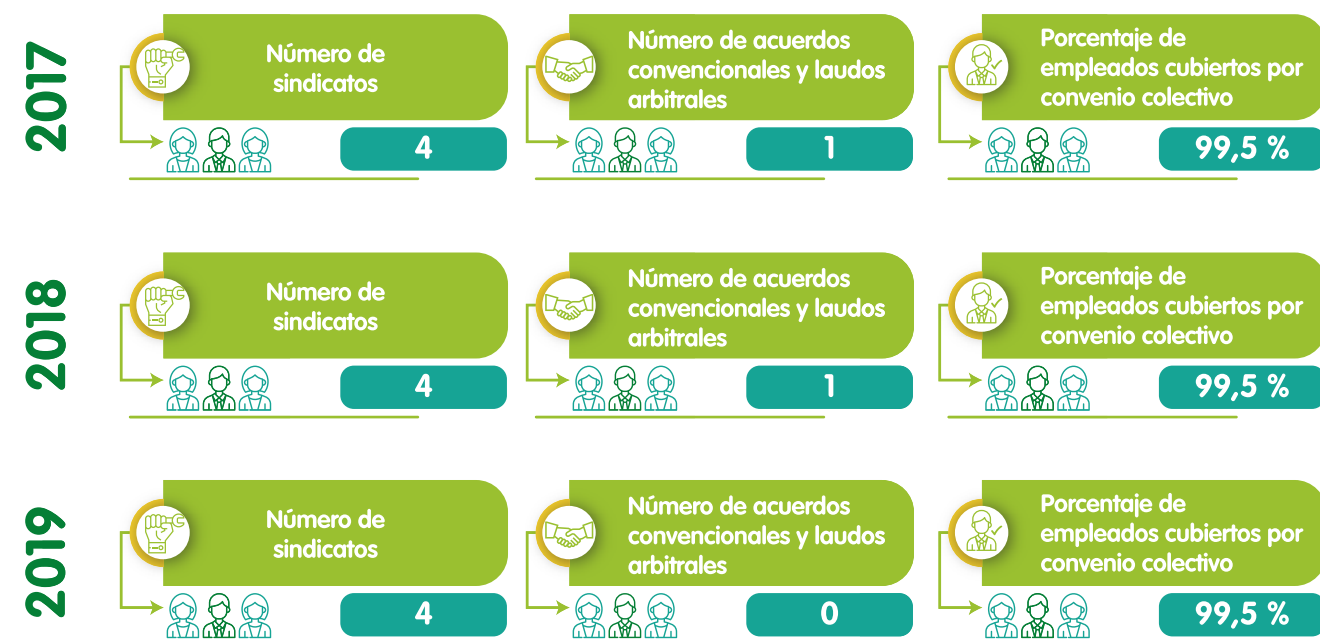 2017
Número de
sindicatos
4
Número de acuerdos
convencionales y laudos
arbitrales
1
Porcentaje de
empleados cubiertos por
convenio colectivo
99,5 %
2018
Número de
sindicatos
4
Número de acuerdos
convencionales y laudos
arbitrales
1
Porcentaje de
empleados cubiertos por
convenio colectivo
99,5 %
2019
Número de
sindicatos
4
Número de acuerdos
convencionales y laudos
arbitrales
0
Porcentaje de
empleados cubiertos por
convenio colectivo
99,5 %